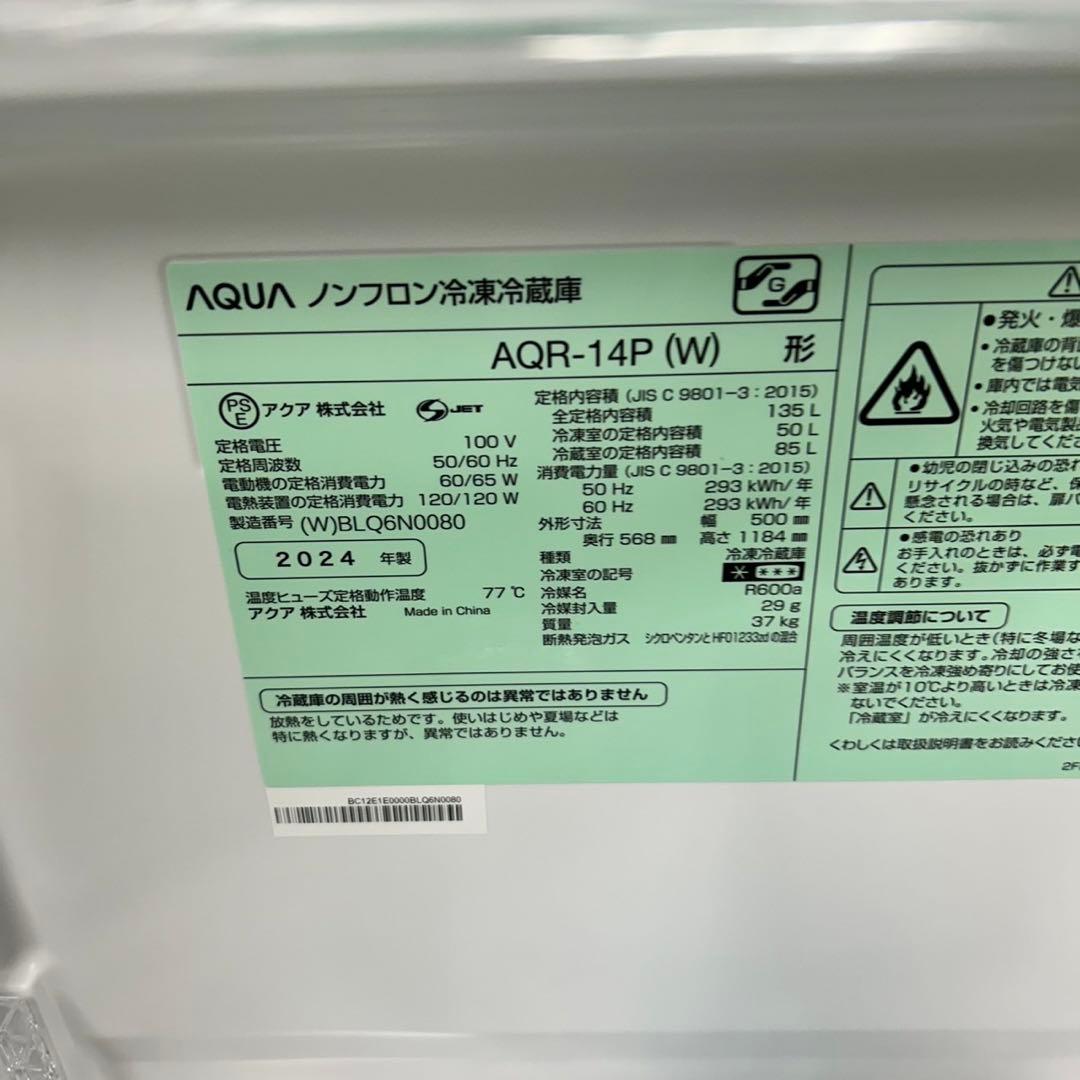 AQUA ノンフロン冷凍冷蔵庫
G
AQR-14P (W) 形
PS
E
アクア 株式会社
S JET
定格電圧 100 V
定格周波数 50/60 Hz
電動機の定格消費電力 60/65 W
電熱装置の定格消費電力 120/120 W
製造番号 (W)BLQ6N0080
2024 年製
温度ヒューズ定格動作温度 77 ℃
アクア 株式会社 Made in China
定格内容積 (JIS C 9801-3 : 2015)
全定格内容積 135 L
冷凍室の定格内容積 50 L
冷蔵室の定格内容積 85 L
消費電力量 (JIS C 9801-3 : 2015)
50 Hz 293 kWh/年
60 Hz 293 kWh/年
外形寸法 幅 500 ㎜
奥行 568 ㎜ 高さ 1184 ㎜
種類 冷凍冷蔵庫
冷凍室の記号 * ***
冷媒名 R600a
冷媒封入量 29 g
質量 37 kg
断熱発泡ガス シクロペンタンとHFO1233zdの混合
冷蔵庫の周囲が熱く感じるのは異常ではありません
放熱をしているためです。使いはじめや夏場などは
特に熱くなりますが、異常ではありません。
BC12E1E0000BLQ6N0080
●発火・爆
・冷蔵庫の背
を傷つけな
・庫内では電気
・冷却回路を傷
火気や電気製品
換気してくださ
●幼児の閉じ込みの恐れ
リサイクルの時など、保
懸念される場合は、扉パ
ください。
●感電の恐れあり
お手入れのときは、必ず電
ください。抜かずに作業す
あります。
温度調節について
周囲温度が低いとき(特に冬場な
冷えにくくなります。冷却の強さ
バランスを冷凍強め寄りにしてお使
※室温が10℃より高いときは冷凍
ないでください。
「冷蔵室」が冷えにくくなります。
くわしくは取扱説明書をお読みくださ
2F